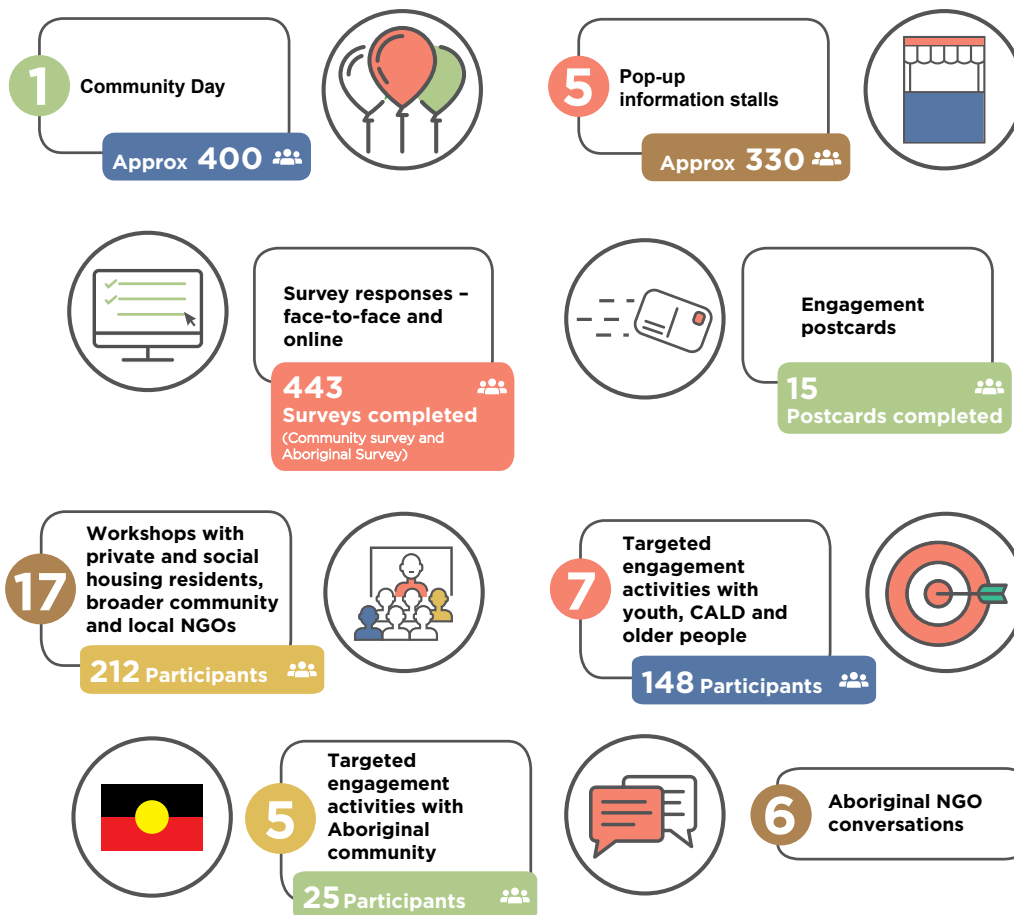 1
Community Day
Approx 400
5
Pop-up
information stalls
Approx 330
Survey responses –
face-to-face and
online
443
Surveys completed
(Community survey and
Aboriginal Survey)
Engagement
postcards
15
Postcards completed
17
Workshops with
private and social
housing residents,
broader community
and local NGOs
212 Participants
7
Targeted
engagement
activities with
youth, CALD and
older people
148 Participants
5
Targeted
engagement
activities with
Aboriginal
community
25 Participants
6
Aboriginal NGO
conversations